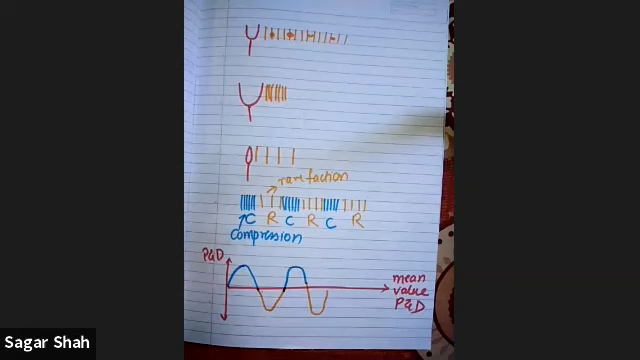 rarefaction
C R C R C R
compression
P&D
mean
value
P&D
Sagar Shah